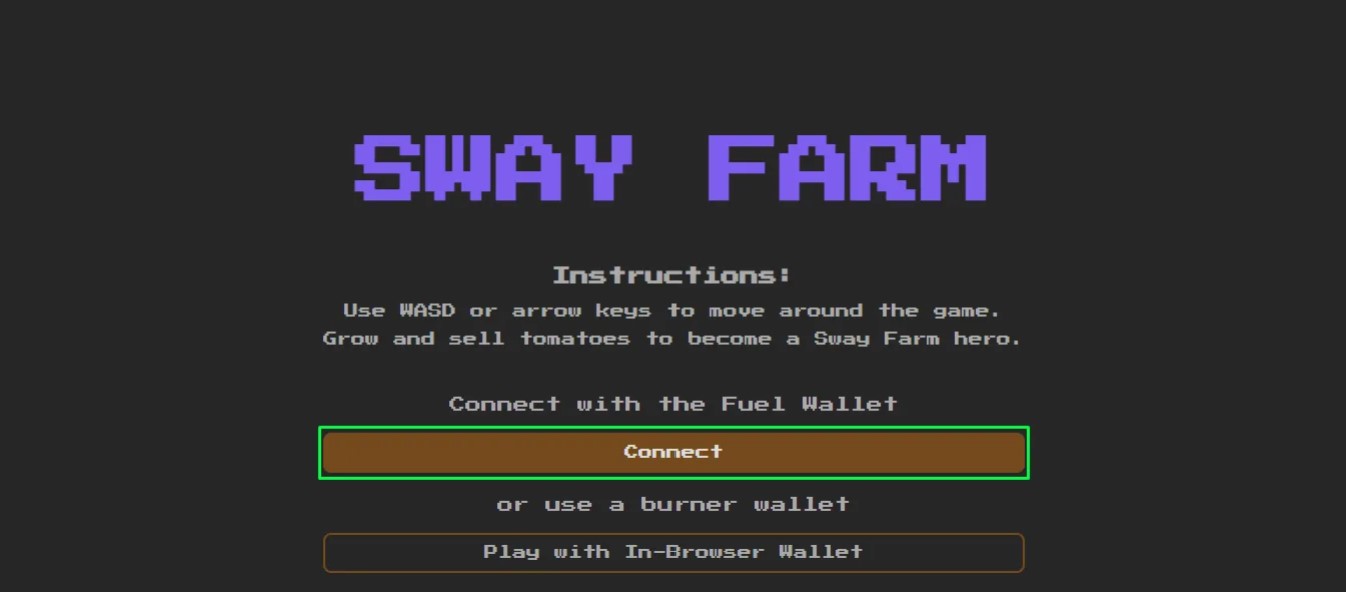 SWAY FARM
Instructions:
Use WASD or arrow keys to move around the game.
Grow and sell tomatoes to become a Sway Farm hero.
Connect with the Fuel Wallet
Connect
or use a burner wallet
Play with In-Browser Wallet